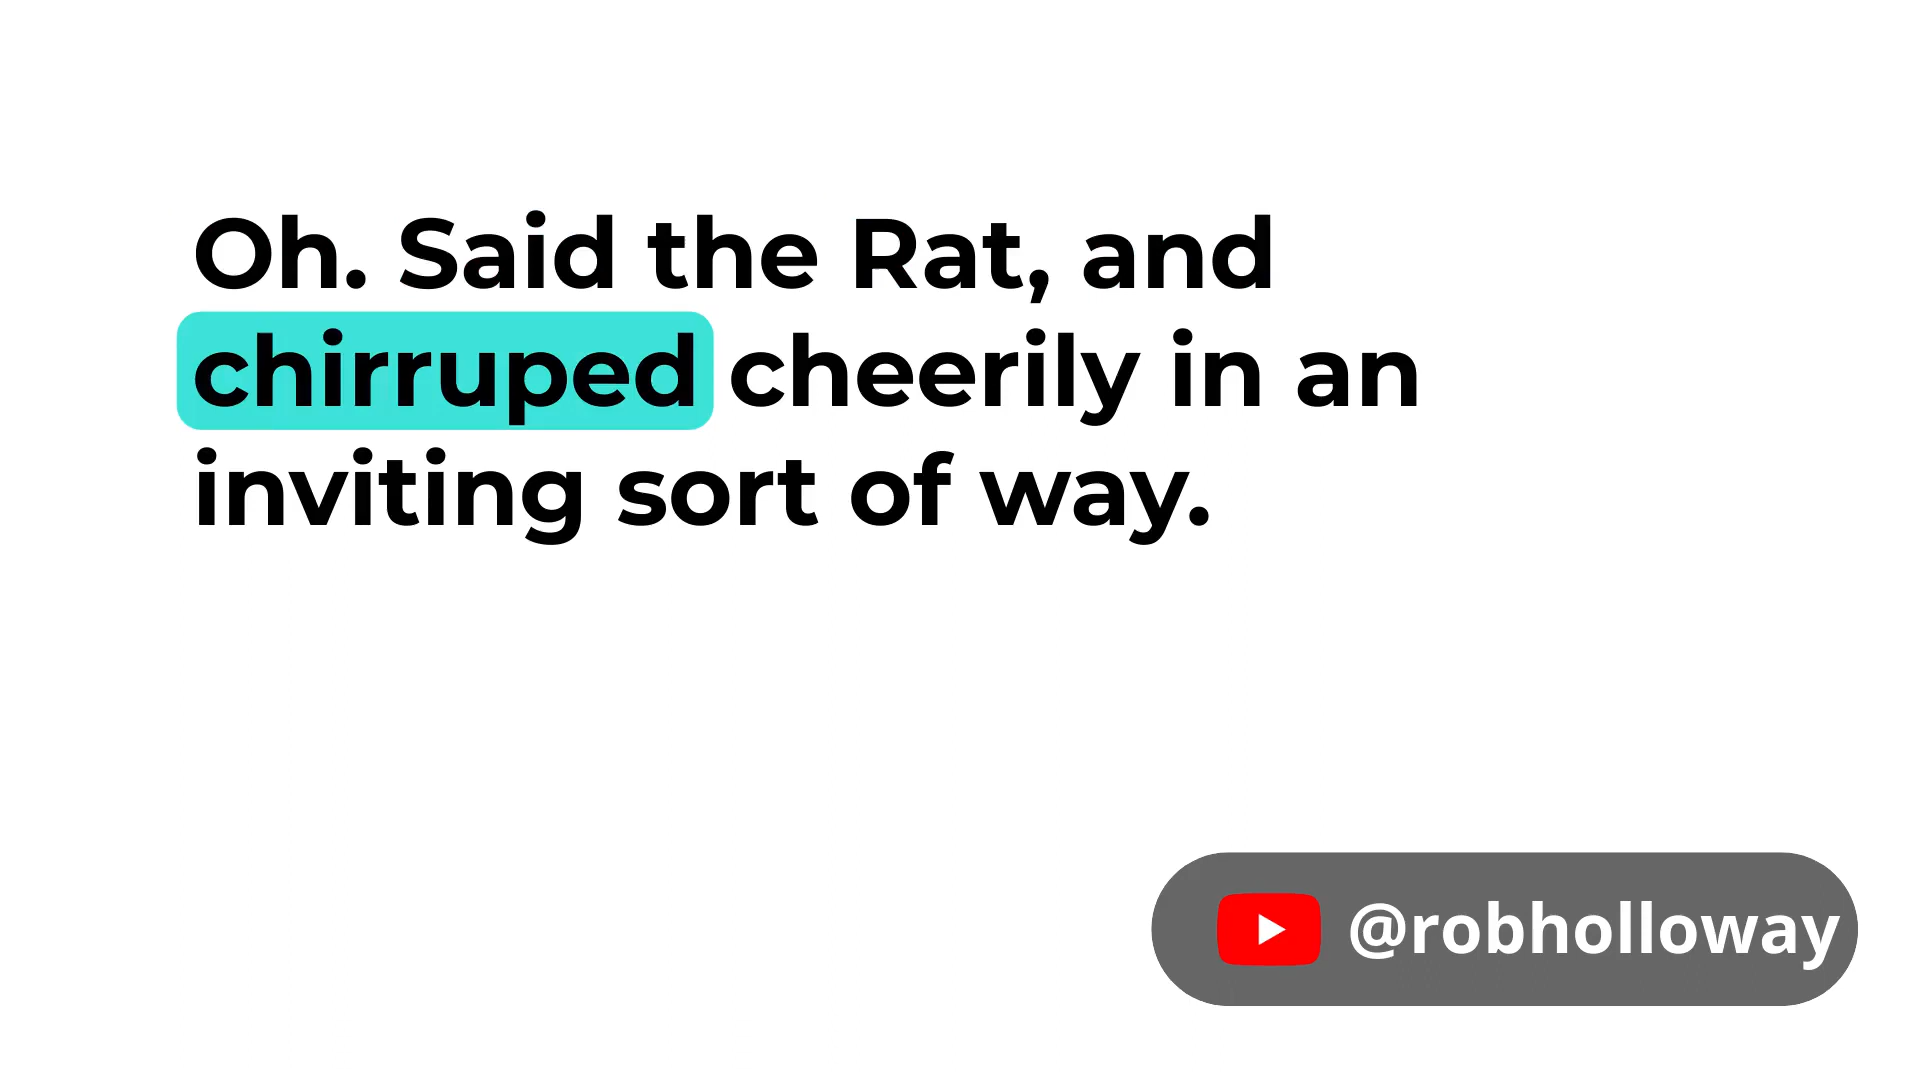 Oh. Said the Rat, and
chirruped cheerily in an
inviting sort of way.
@robholloway